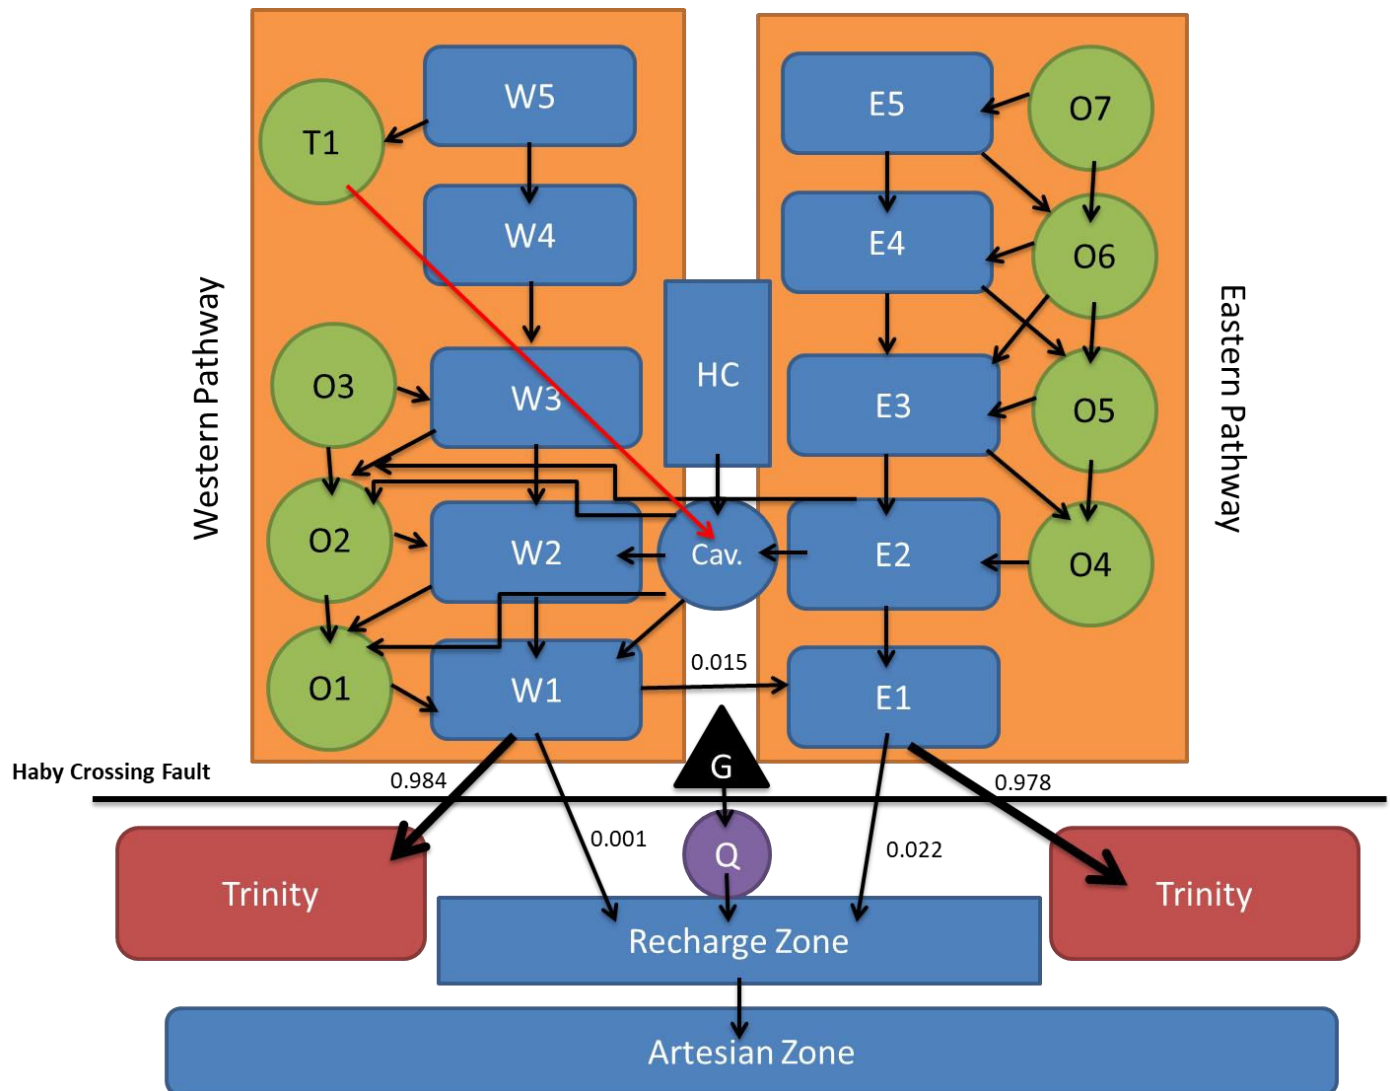 W5
E5
O7
T1
W4
E4
O6
Western Pathway
Eastern Pathway
O3
W3
HC
E3
O5
O2
W2
Cav.
E2
O4
0.015
O1
W1
E1
G
Haby Crossing Fault
0.984
0.978
0.001
Q
0.022
Trinity
Trinity
Recharge Zone
Artesian Zone